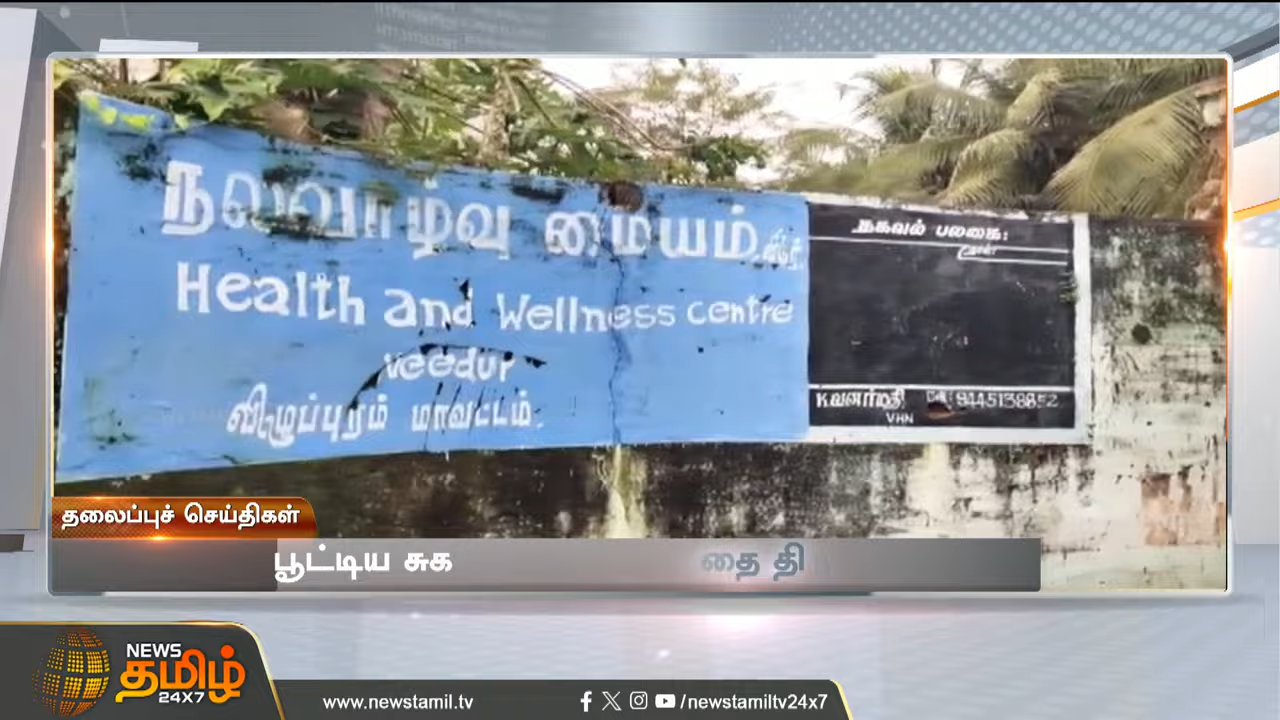 நலவாழ்வு மையம்
Health and Wellness centre
veedur
விழுப்புரம் மாவட்டம்.
தகவல் பலகை:
நாள்
VHN
9445138852
தலைப்புச் செய்திகள்
பூட்டிய சுக தை தி
NEWS
தமிழ்
24X7
www.newstamil.tv
/newstamiltv24x7